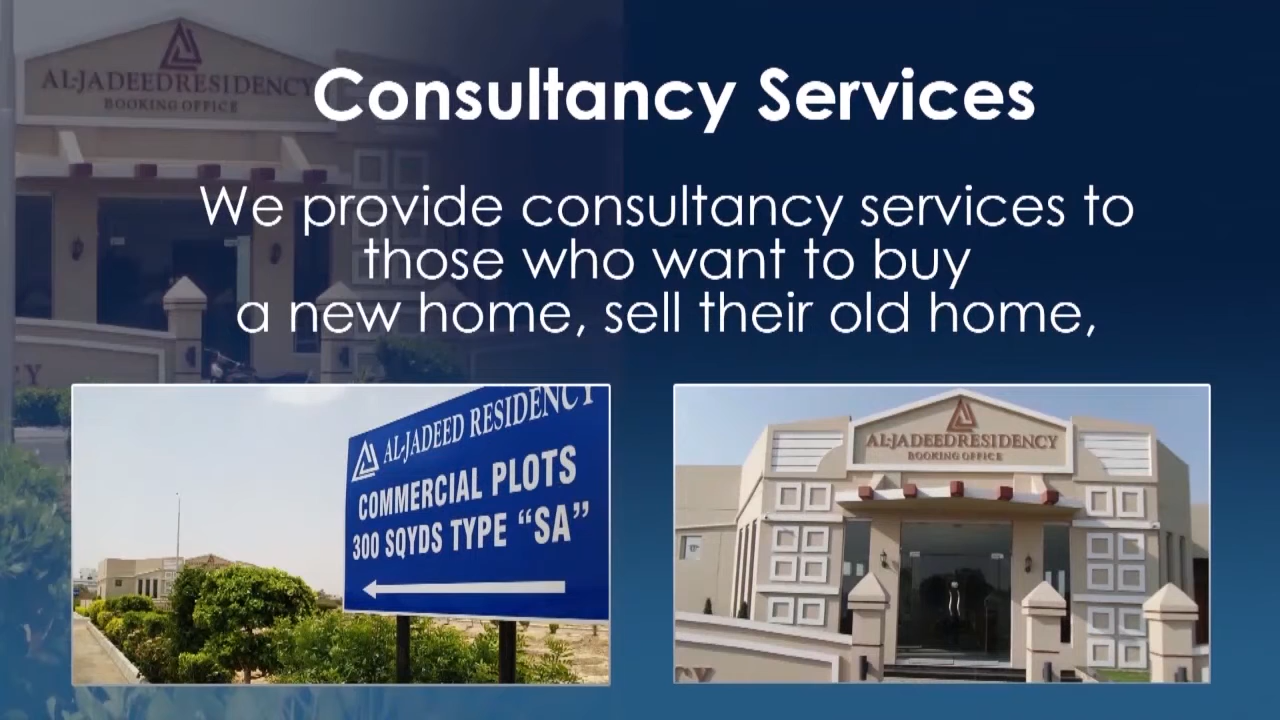 AL-JADEEDRESIDENCY
BOOKING OFFICE
Consultancy Services
We provide consultancy services to
those who want to buy
a new home, sell their old home,
AL-JADEED RESIDENCY
COMMERCIAL PLOTS
300 SQYDS TYPE “SA”
AL-JADEEDRESIDENCY
BOOKING OFFICE
CY